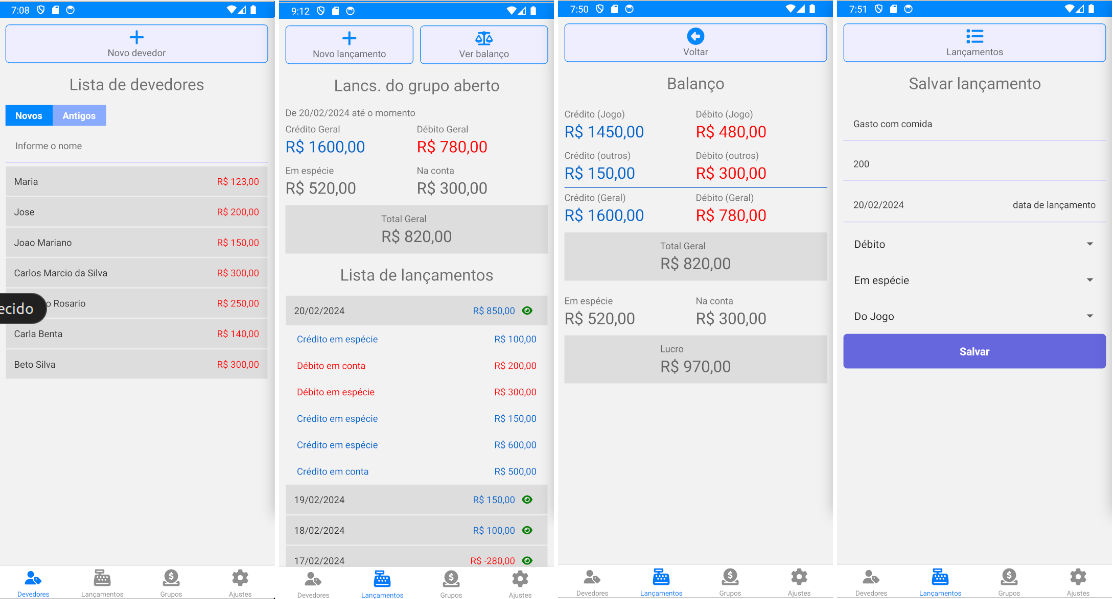 7:08
Novo devedor
Lista de devedores
Novos Antigos
Informe o nome
Maria R$ 123,00
Jose R$ 200,00
Joao Mariano R$ 150,00
Carlos Marcio da Silva R$ 300,00
ecido
Rosario R$ 250,00
Carla Benta R$ 140,00
Beto Silva R$ 300,00
Devedores Lançamentos Grupos Ajustes
9:12
Novo lançamento Ver balanço
Lancs. do grupo aberto
De 20/02/2024 até o momento
Crédito Geral Débito Geral
R$ 1600,00 R$ 780,00
Em espécie Na conta
R$ 520,00 R$ 300,00
Total Geral
R$ 820,00
Lista de lançamentos
20/02/2024 R$ 850,00
Crédito em espécie R$ 100,00
Débito em conta R$ 200,00
Débito em espécie R$ 300,00
Crédito em espécie R$ 150,00
Crédito em espécie R$ 600,00
Crédito em conta R$ 500,00
19/02/2024 R$ 150,00
18/02/2024 R$ 100,00
17/02/2024 R$ -280,00
Devedores Lançamentos Grupos Ajustes
7:50
Voltar
Balanço
Crédito (Jogo) Débito (Jogo)
R$ 1450,00 R$ 480,00
Crédito (outros) Débito (outros)
R$ 150,00 R$ 300,00
Crédito (Geral) Débito (Geral)
R$ 1600,00 R$ 780,00
Total Geral
R$ 820,00
Em espécie Na conta
R$ 520,00 R$ 300,00
Lucro
R$ 970,00
Devedores Lançamentos Grupos Ajustes
7:51
Lançamentos
Salvar lançamento
Gasto com comida
200
20/02/2024 data de lançamento
Débito
Em espécie
Do Jogo
Salvar
Devedores Lançamentos Grupos Ajustes